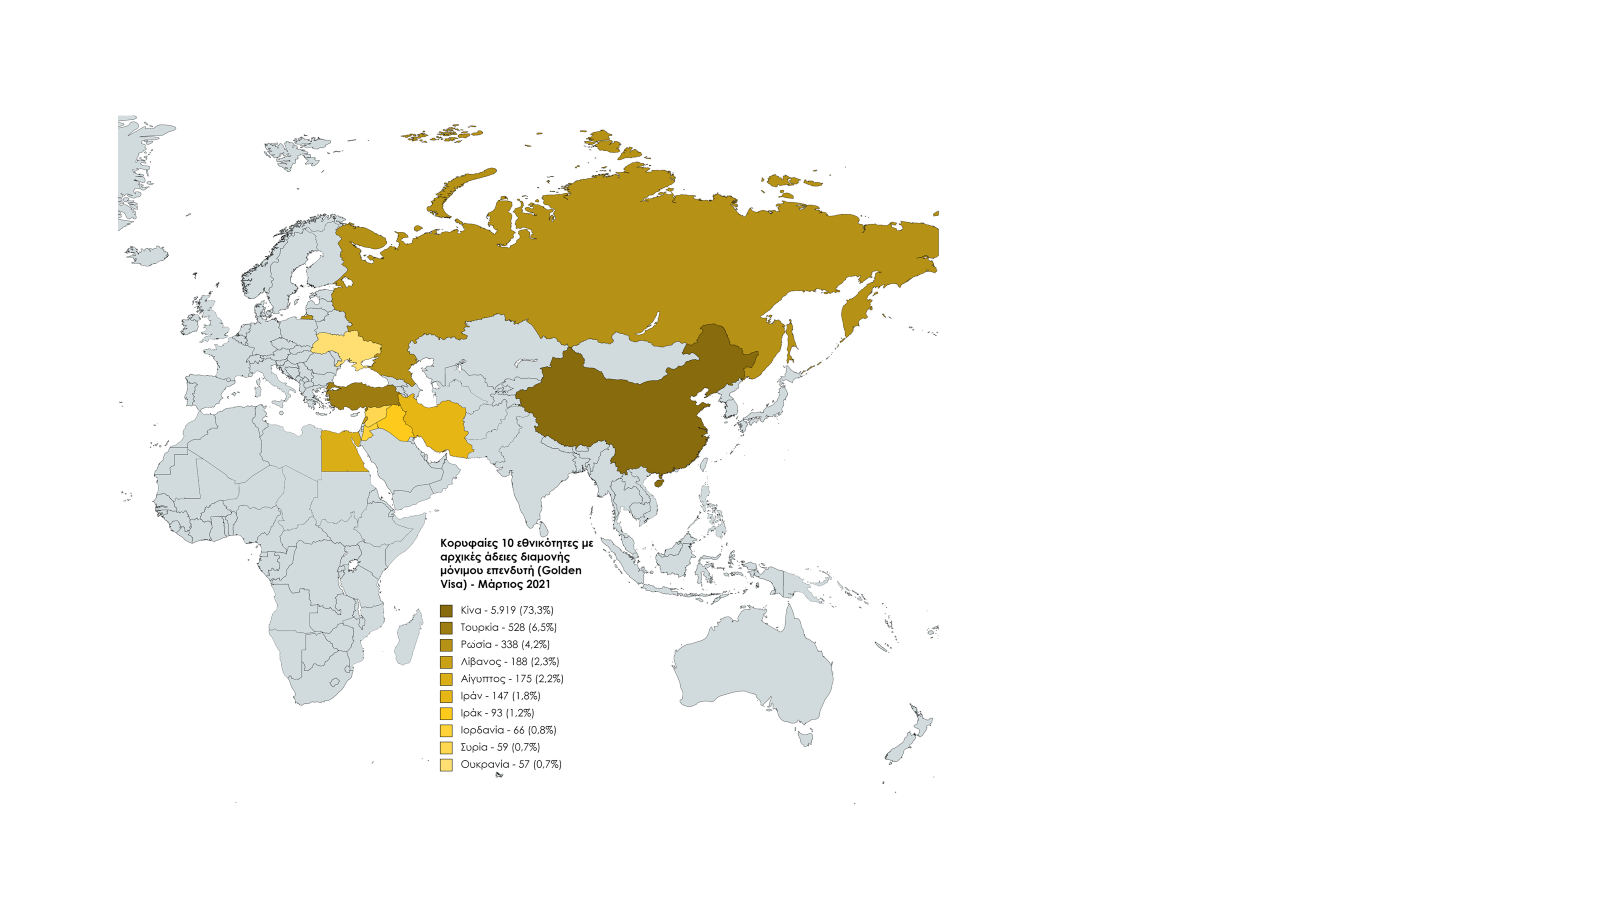 Κορυφαίες 10 εθνικότητες με
αρχικές άδειες διαμονής
μόνιμου επενδυτή (Golden
Visa) - Μάρτιος 2021
Κίνα - 5.919 (73,3%)
Τουρκία - 528 (6,5%)
Ρωσία - 338 (4,2%)
Λίβανος - 188 (2,3%)
Αίγυπτος - 175 (2,2%)
Ιράν - 147 (1,8%)
Ιράκ - 93 (1,2%)
Ιορδανία - 66 (0,8%)
Συρία - 59 (0,7%)
Ουκρανία - 57 (0,7%)